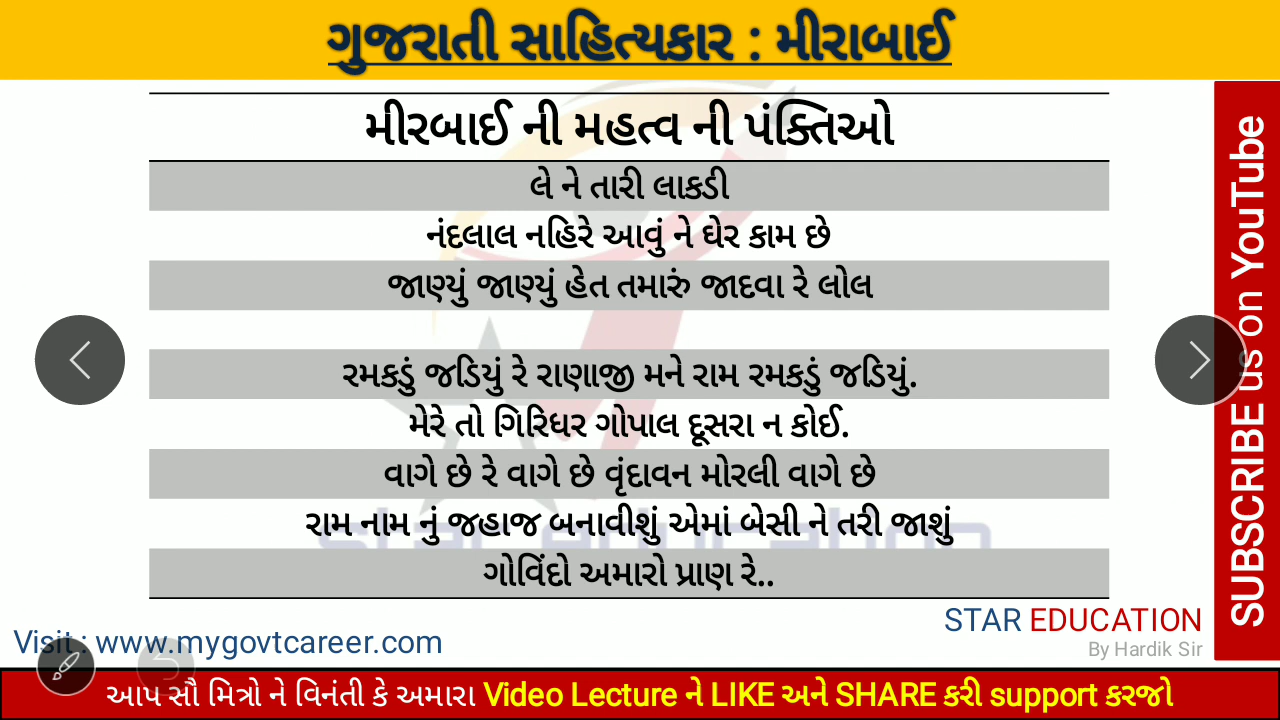 ગુજરાતી સાહિત્યકાર : મીરાબાઈ
મીરબાઈ ની મહત્વ ની પંક્તિઓ
લે ને તારી લાકડી
નંદલાલ નહિરે આવું ને ઘેર કામ છે
જાણ્યું જાણ્યું હેત તમારું જાદવા રે લોલ
રમકડું જડિયું રે રાણાજી મને રામ રમકડું જડિયું.
મેરે તો ગિરિધર ગોપાલ દૂસરા ન કોઈ.
વાગે છે રે વાગે છે વૃંદાવન મોરલી વાગે છે
રામ નામ નું જહાજ બનાવીશું એમાં બેસી ને તરી જાશું
ગોવિંદો અમારો પ્રાણ રે..
star education
STAR EDUCATION
By Hardik Sir
Visit : www.mygovtcareer.com
SUBSCRIBE us on YouTube
આપ સૌ મિત્રો ને વિનંતી કે અમારા Video Lecture ને LIKE અને SHARE કરી support કરજો